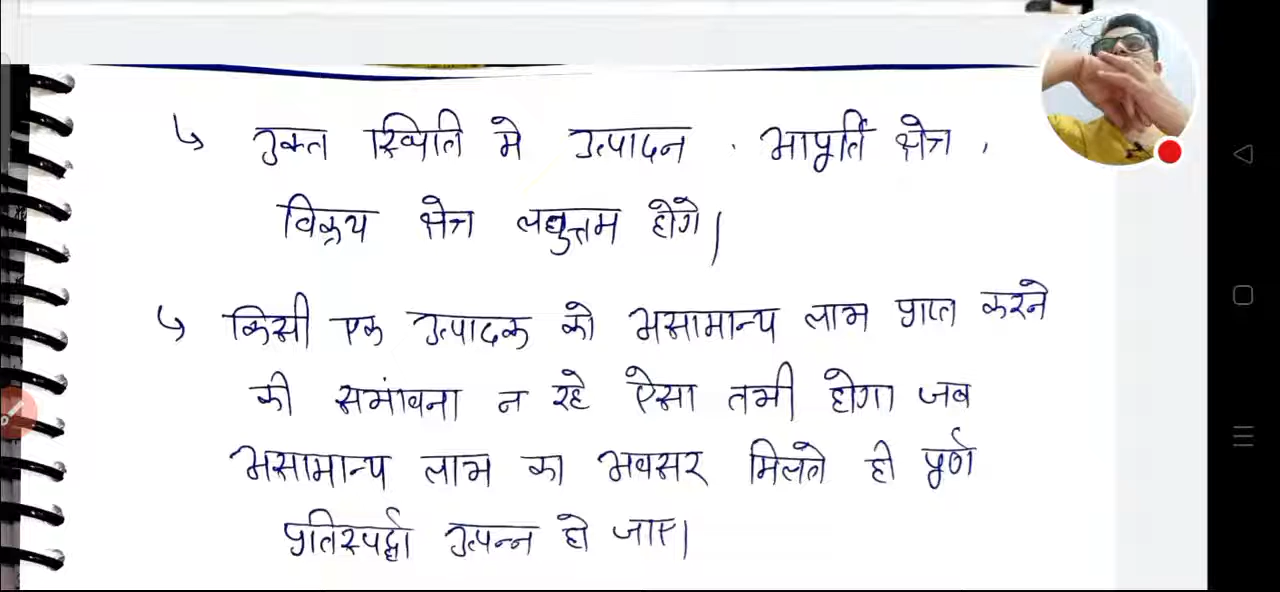 ↳ उक्त स्थिति मे उत्पादन , आपूर्ति क्षेत्र ,
विक्रय क्षेत्र लघुत्तम होगे।
↳ किसी एक उत्पादक को असामान्य लाभ प्राप्त करने
की समांवना न रहे ऐसा तभी होगा जब
असामान्य लाभ का अवसर मिलते ही पूर्ण
प्रतिस्पर्द्धा उत्पन्न हो जाए।